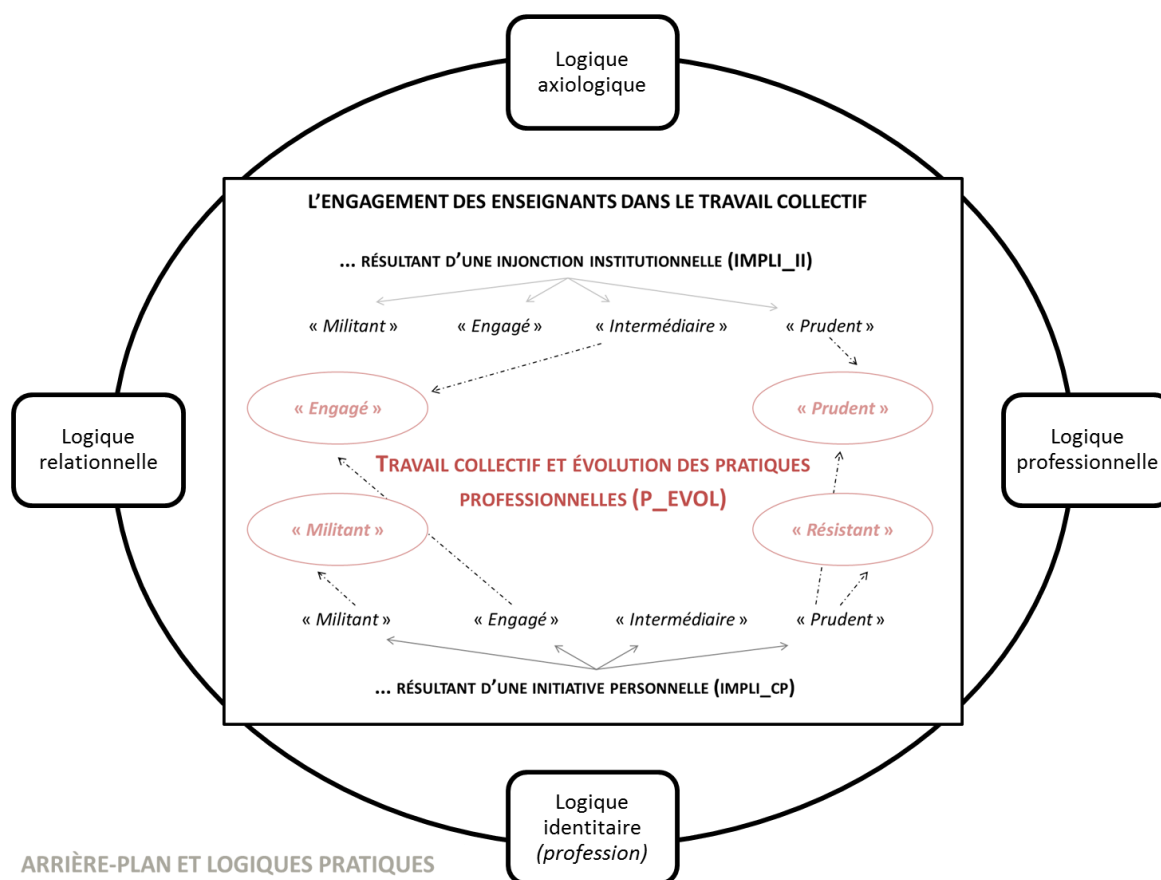 Logique
axiologique
L’ENGAGEMENT DES ENSEIGNANTS DANS LE TRAVAIL COLLECTIF
... RÉSULTANT D’UNE INJONCTION INSTITUTIONNELLE (IMPLI_II)
« Militant » « Engagé » « Intermédiaire » « Prudent »
« Engagé » « Prudent »
Logique
relationnelle
Logique
professionnelle
TRAVAIL COLLECTIF ET ÉVOLUTION DES PRATIQUES
PROFESSIONNELLES (P_EVOL)
« Militant » « Résistant »
« Militant » « Engagé » « Intermédiaire » « Prudent »
... RÉSULTANT D’UNE INITIATIVE PERSONNELLE (IMPLI_CP)
Logique
identitaire
(profession)
ARRIÈRE-PLAN ET LOGIQUES PRATIQUES